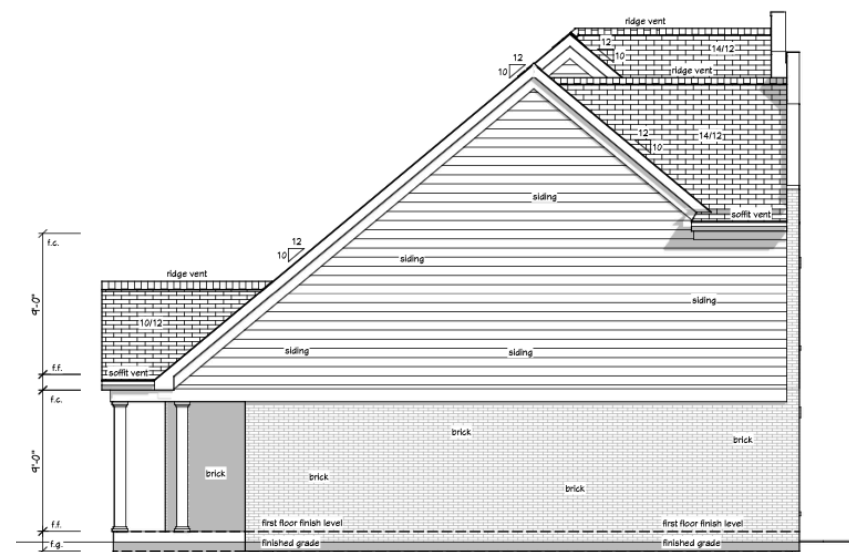 ridge vent
12
10
14/12
12
10
ridge vent
12
10
14/12
siding
soffit vent
f.c.
12
10
siding
ridge vent
siding
9'-0"
10/12
siding
siding
f.f.
soffit vent
f.c.
brick
brick
9'-0"
brick
brick
brick
f.f.
first floor finish level
first floor finish level
f.g.
finished grade
finished grade